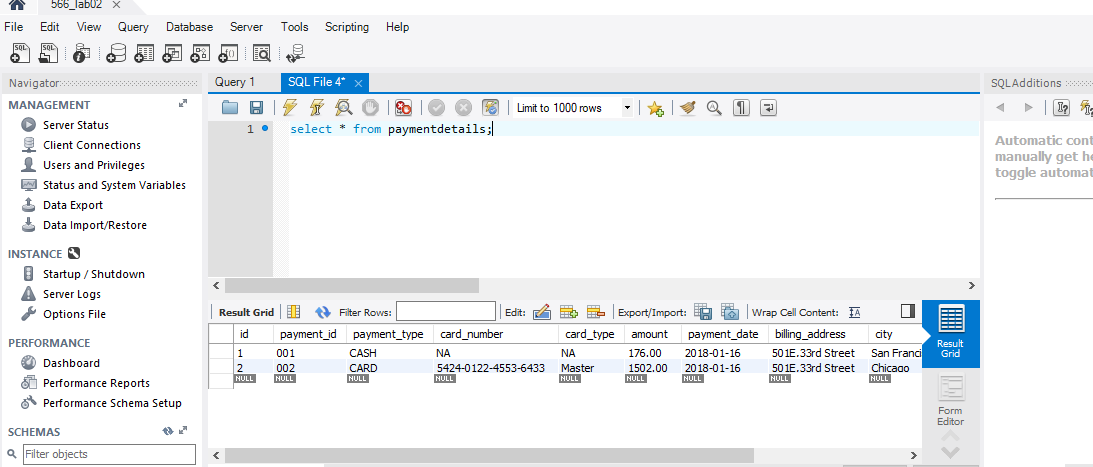 566_lab02
File Edit View Query Database Server Tools Scripting Help
Navigator
MANAGEMENT
Server Status
Client Connections
Users and Privileges
Status and System Variables
Data Export
Data Import/Restore
INSTANCE
Startup / Shutdown
Server Logs
Options File
PERFORMANCE
Dashboard
Performance Reports
Performance Schema Setup
SCHEMAS
Filter objects
Query 1 SQL File 4*
Limit to 1000 rows
1 select * from paymentdetails;
Result Grid Filter Rows: Edit: Export/Import: Wrap Cell Content:
id payment_id payment_type card_number card_type amount payment_date billing_address city
1 001 CASH NA NA 176.00 2018-01-16 501E.33rd Street San Franci
2 002 CARD 5424-0122-4553-6433 Master 1502.00 2018-01-16 501E.33rd Street Chicago
NULL NULL NULL NULL NULL NULL NULL NULL NULL
Result
Grid
Form
Editor
SQLAdditions
Automatic cont
manually get he
toggle automat